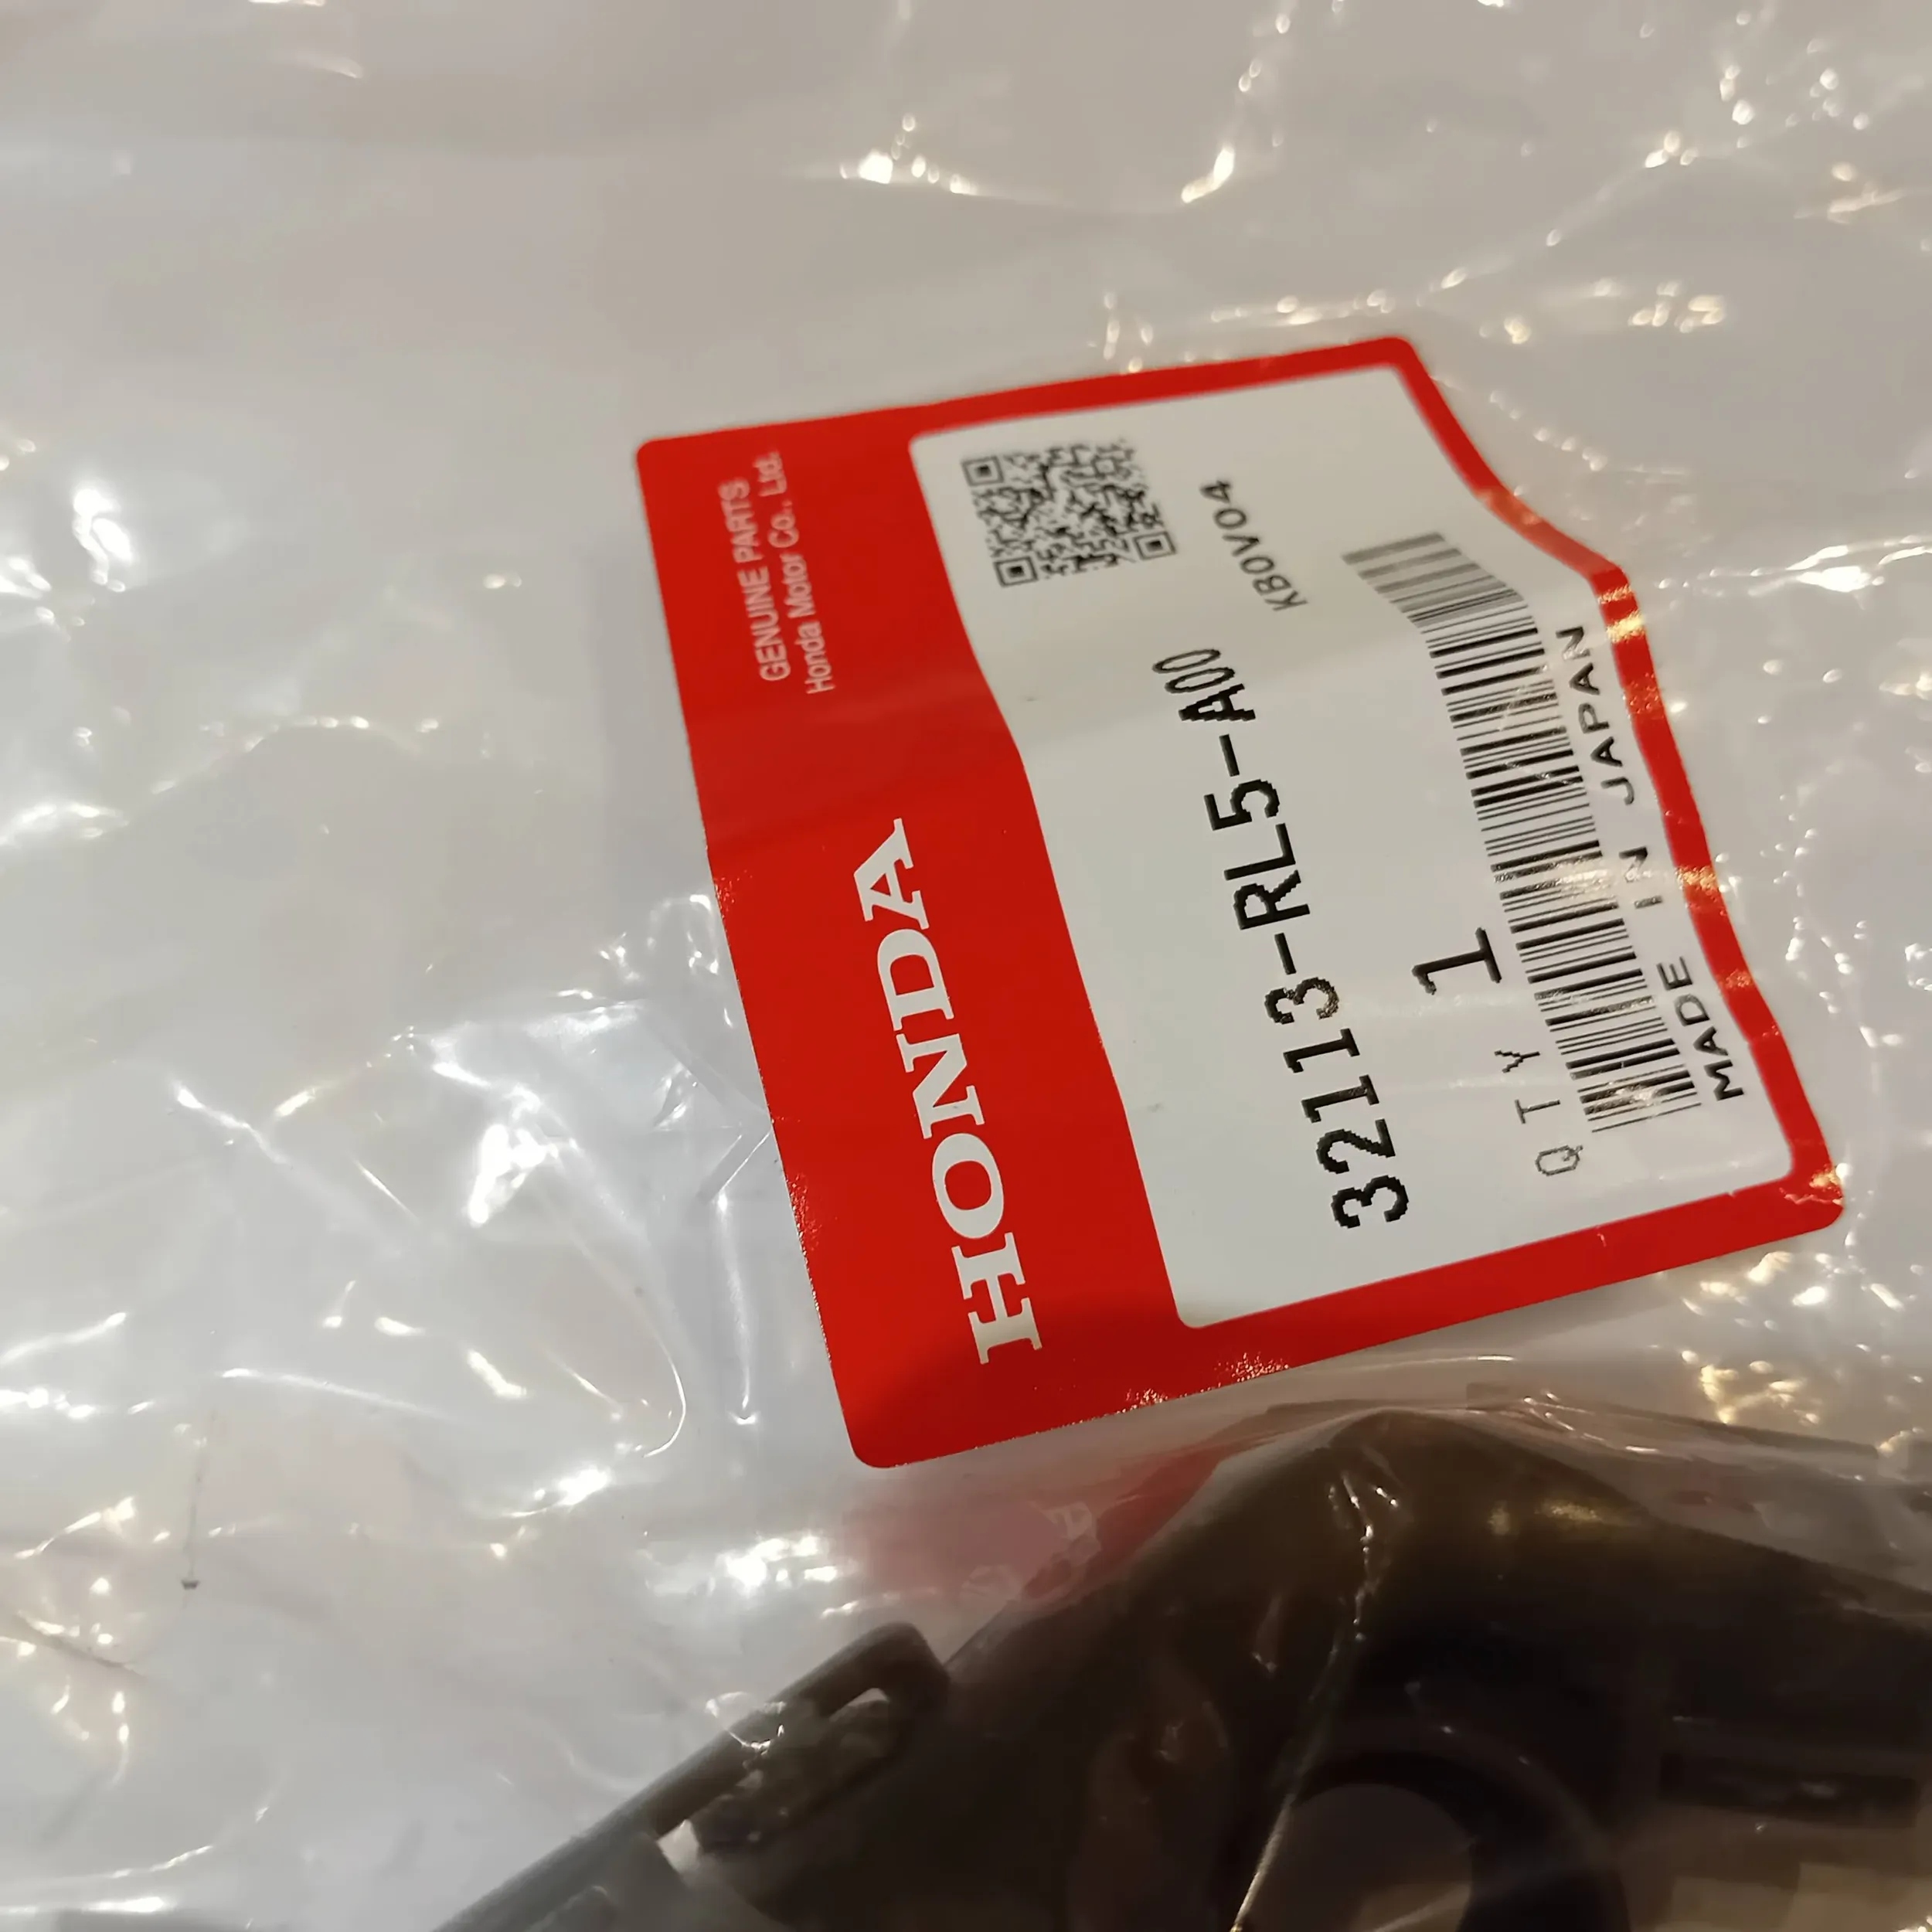 HONDA
GENUINE PARTS
Honda Motor Co., Ltd.
32113-RL5-A00
KB0V04
QTY 1
MADE IN JAPAN